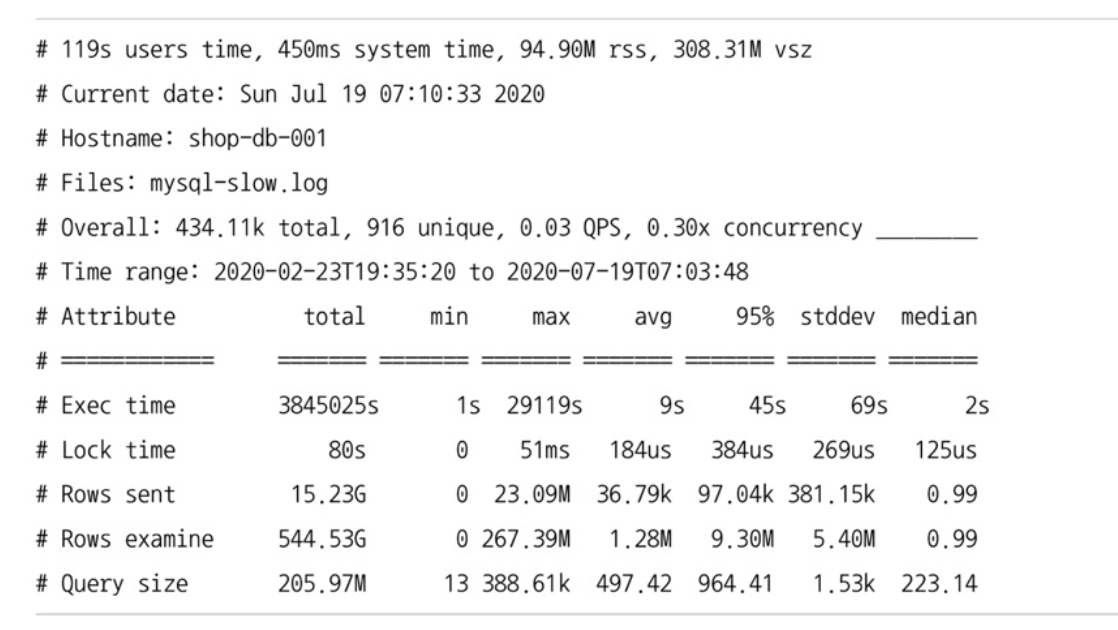 # 119s users time, 450ms system time, 94.90M rss, 308.31M vsz
# Current date: Sun Jul 19 07:10:33 2020
# Hostname: shop-db-001
# Files: mysql-slow.log
# Overall: 434.11k total, 916 unique, 0.03 QPS, 0.30x concurrency ________
# Time range: 2020-02-23T19:35:20 to 2020-07-19T07:03:48
# Attribute          total     min     max     avg     95%  stddev  median
# ============     ======= ======= ======= ======= ======= ======= =======
# Exec time        3845025s      1s  29119s      9s     45s     69s      2s
# Lock time            80s       0    51ms   184us   384us   269us   125us
# Rows sent         15.23G       0  23.09M  36.79k  97.04k 381.15k    0.99
# Rows examine     544.53G       0 267.39M   1.28M   9.30M   5.40M    0.99
# Query size       205.97M      13 388.61k  497.42  964.41   1.53k  223.14